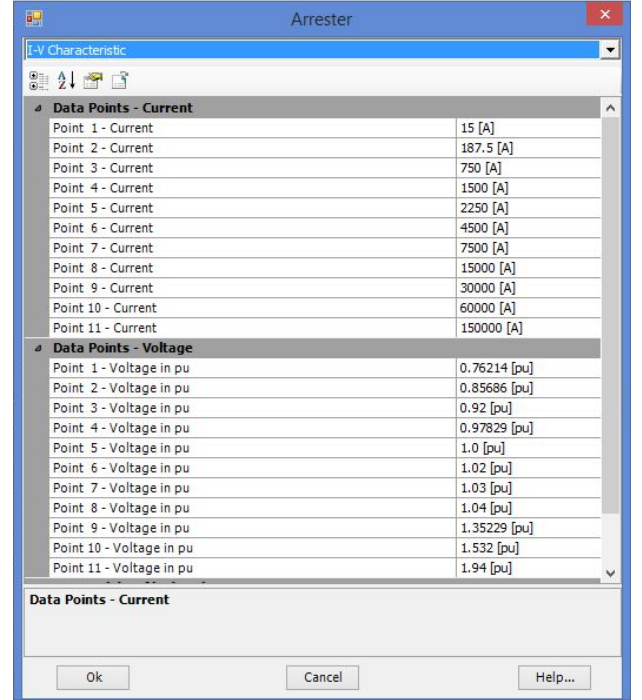 Arrester
I-V Characteristic
Data Points - Current
Point 1 - Current 15 [A]
Point 2 - Current 187.5 [A]
Point 3 - Current 750 [A]
Point 4 - Current 1500 [A]
Point 5 - Current 2250 [A]
Point 6 - Current 4500 [A]
Point 7 - Current 7500 [A]
Point 8 - Current 15000 [A]
Point 9 - Current 30000 [A]
Point 10 - Current 60000 [A]
Point 11 - Current 150000 [A]
Data Points - Voltage
Point 1 - Voltage in pu 0.76214 [pu]
Point 2 - Voltage in pu 0.85686 [pu]
Point 3 - Voltage in pu 0.92 [pu]
Point 4 - Voltage in pu 0.97829 [pu]
Point 5 - Voltage in pu 1.0 [pu]
Point 6 - Voltage in pu 1.02 [pu]
Point 7 - Voltage in pu 1.03 [pu]
Point 8 - Voltage in pu 1.04 [pu]
Point 9 - Voltage in pu 1.35229 [pu]
Point 10 - Voltage in pu 1.532 [pu]
Point 11 - Voltage in pu 1.94 [pu]
Data Points - Current
Ok Cancel Help...